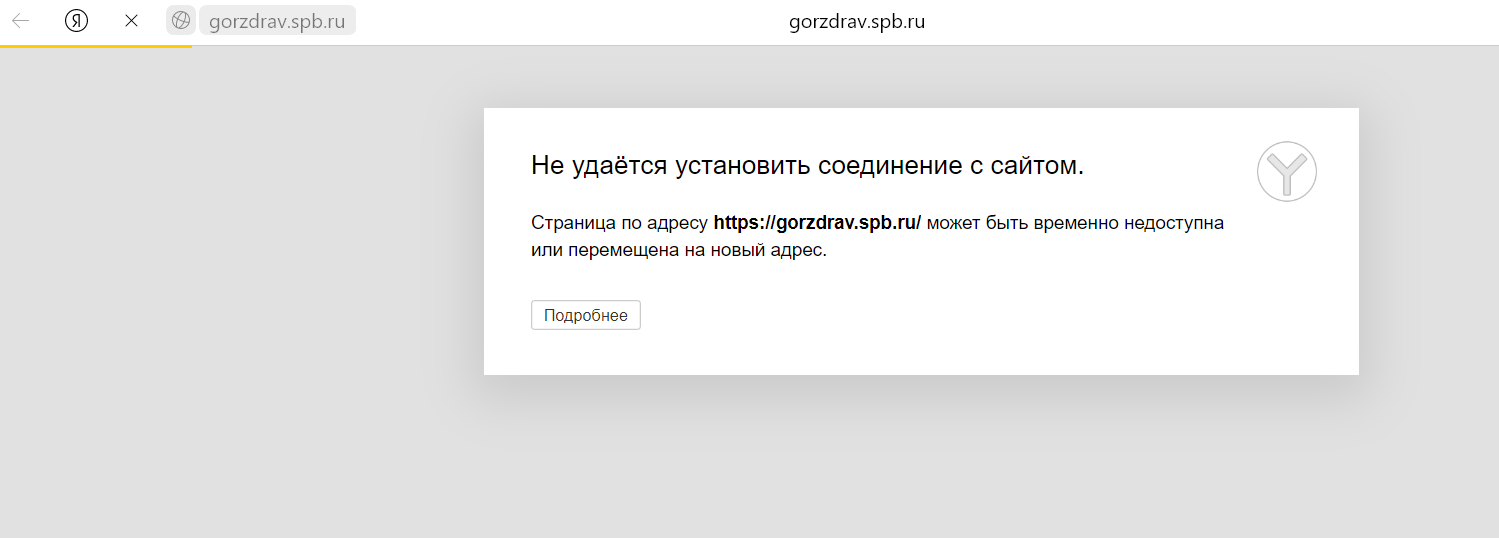 Я gorzdrav.spb.ru gorzdrav.spb.ru
Не удаётся установить соединение с сайтом.
Страница по адресу https://gorzdrav.spb.ru/ может быть временно недоступна
или перемещена на новый адрес.
Подробнее